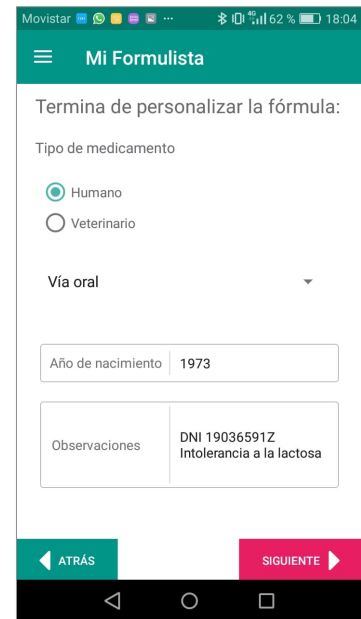 Movistar 4G 62 % 18:04
Mi Formulista
Termina de personalizar la fórmula:
Tipo de medicamento
Humano
Veterinario
Vía oral
Año de nacimiento 1973
Observaciones DNI 19036591Z
Intolerancia a la lactosa
ATRÁS SIGUIENTE